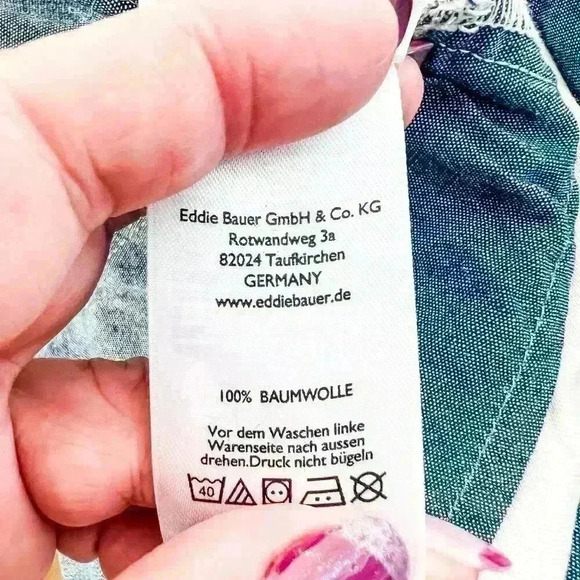 Eddie Bauer GmbH & Co. KG
Rotwandweg 3a
82024 Taufkirchen
GERMANY
www.eddiebauer.de
100% BAUMWOLLE
Vor dem Waschen linke
Warenseite nach aussen
drehen.Druck nicht bügeln
40